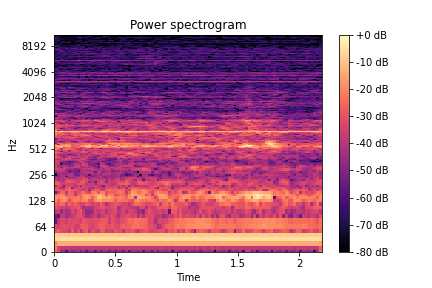 Power spectrogram
Hz
8192
4096
2048
1024
512
256
128
64
0
0
0.5
1
1.5
2
Time
+0 dB
-10 dB
-20 dB
-30 dB
-40 dB
-50 dB
-60 dB
-70 dB
-80 dB